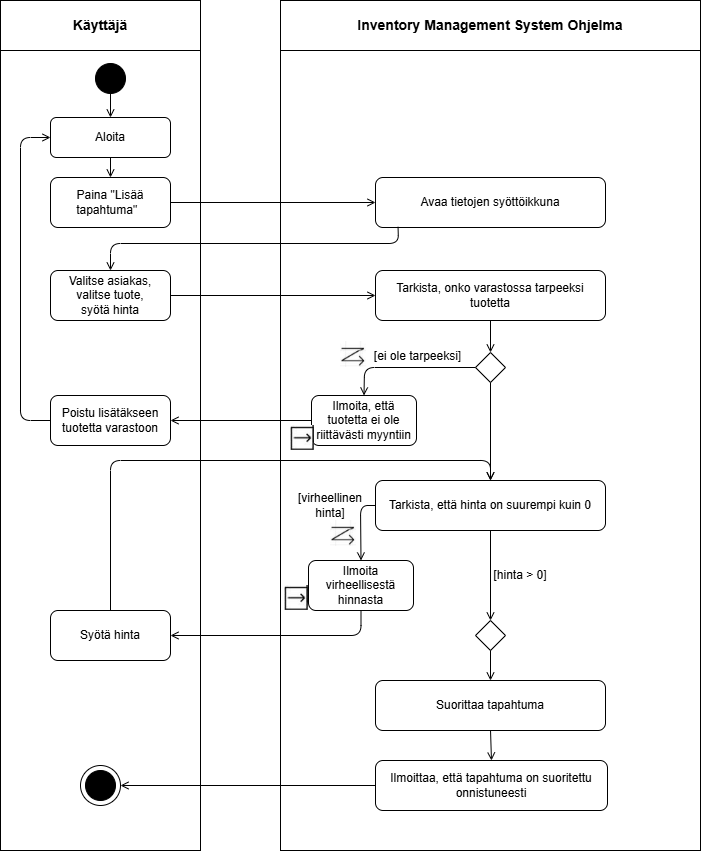 Käyttäjä
Inventory Management System Ohjelma
Aloita
Paina "Lisää
tapahtuma"
Avaa tietojen syöttöikkuna
Valitse asiakas,
valitse tuote,
syötä hinta
Tarkista, onko varastossa tarpeeksi
tuotetta
[ei ole tarpeeksi]
Poistu lisätäkseen
tuotetta varastoon
Ilmoita, että
tuotetta ei ole
riittävästi myyntiin
[virheellinen
hinta]
Tarkista, että hinta on suurempi kuin 0
Ilmoita
virheellisestä
hinnasta
[hinta > 0]
Syötä hinta
Suorittaa tapahtuma
Ilmoittaa, että tapahtuma on suoritettu
onnistuneesti